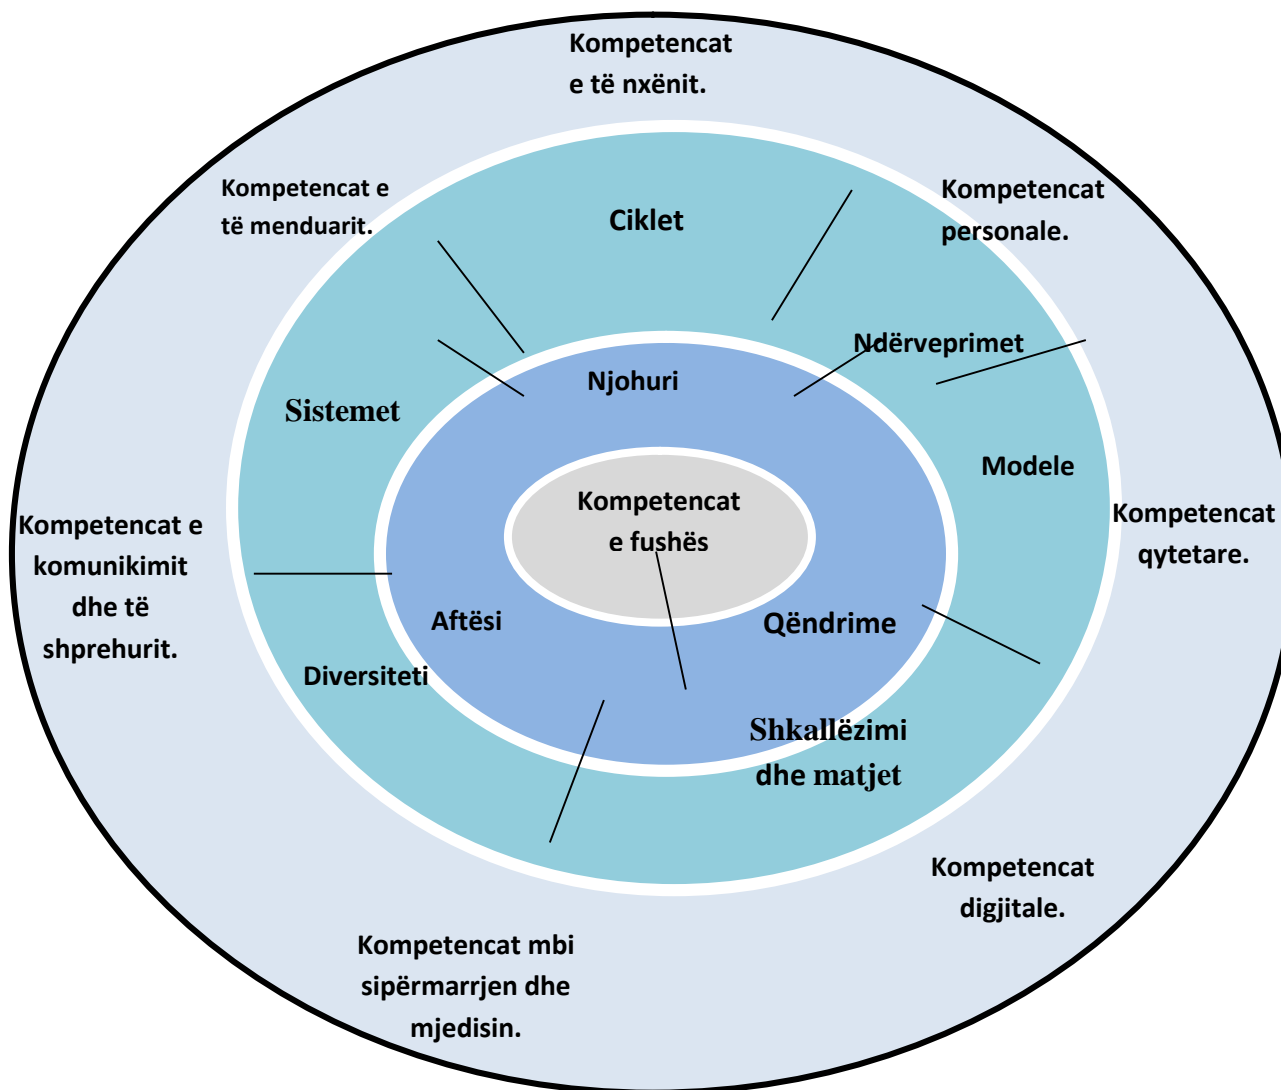 Kompetencat
e të nxënit.
Kompetencat e
të menduarit.
Kompetencat
personale.
Ciklet
Ndërveprimet
Njohuri
Sistemet
Modele
Kompetencat
e fushës
Kompetencat
qytetare.
Kompetencat e
komunikimit
dhe të
shprehurit.
Aftësi
Qëndrime
Diversiteti
Shkallëzimi
dhe matjet
Kompetencat
digjitale.
Kompetencat mbi
sipërmarrjen dhe
mjedisin.